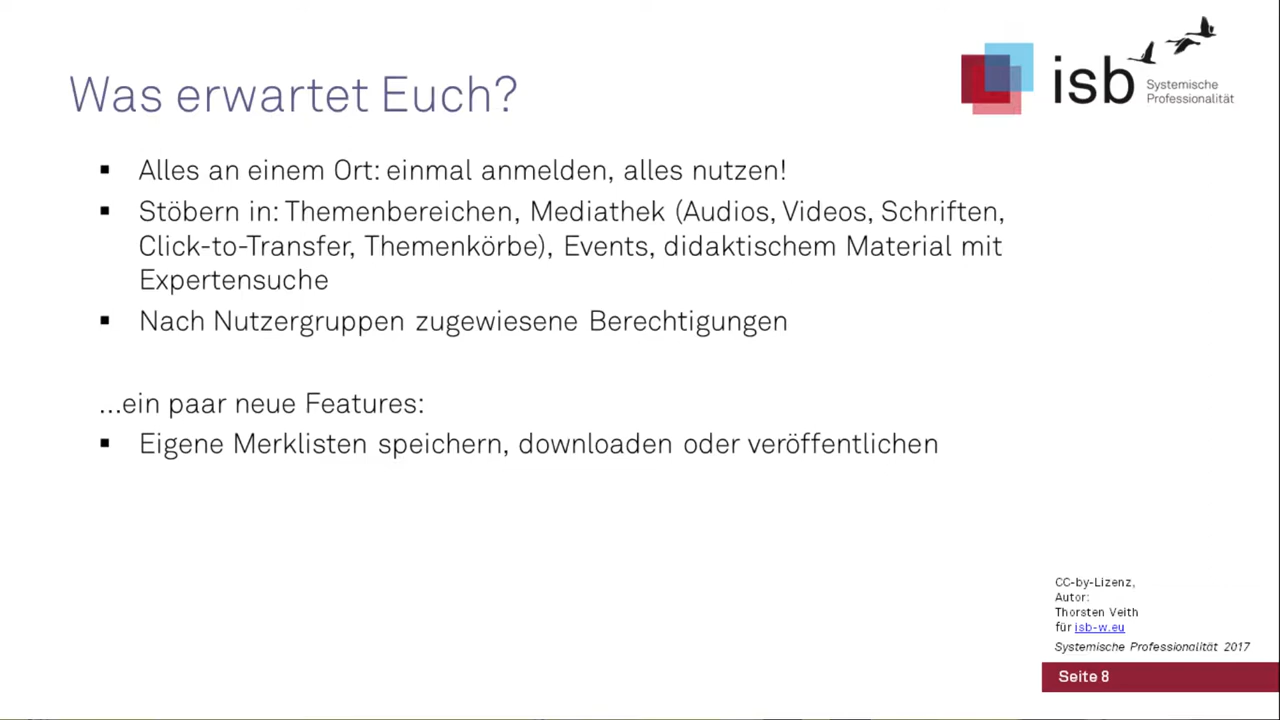 Was erwartet Euch?
isb Systemische
Professionalität
▪ Alles an einem Ort: einmal anmelden, alles nutzen!
▪ Stöbern in: Themenbereichen, Mediathek (Audios, Videos, Schriften,
Click-to-Transfer, Themenkörbe), Events, didaktischem Material mit
Expertensuche
▪ Nach Nutzergruppen zugewiesene Berechtigungen
...ein paar neue Features:
▪ Eigene Merklisten speichern, downloaden oder veröffentlichen
CC-by-Lizenz,
Autor:
Thorsten Veith
für isb-w.eu
Systemische Professionalität 2017
Seite 8